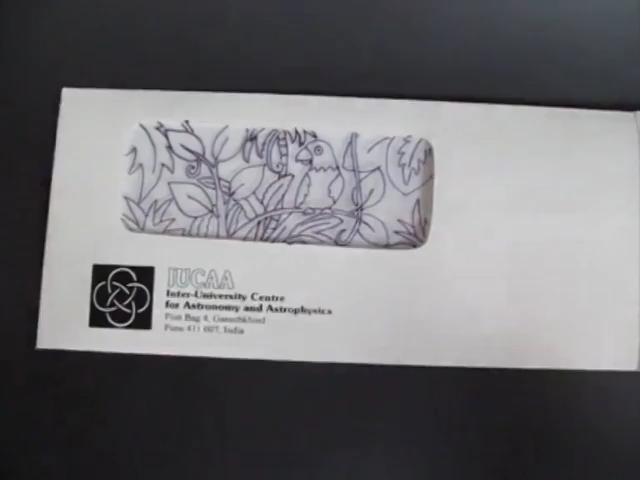 IUCAA
Inter-University Centre
for Astronomy and Astrophysics
Post Bag 4, Ganeshkhind
Pune 411 007, India